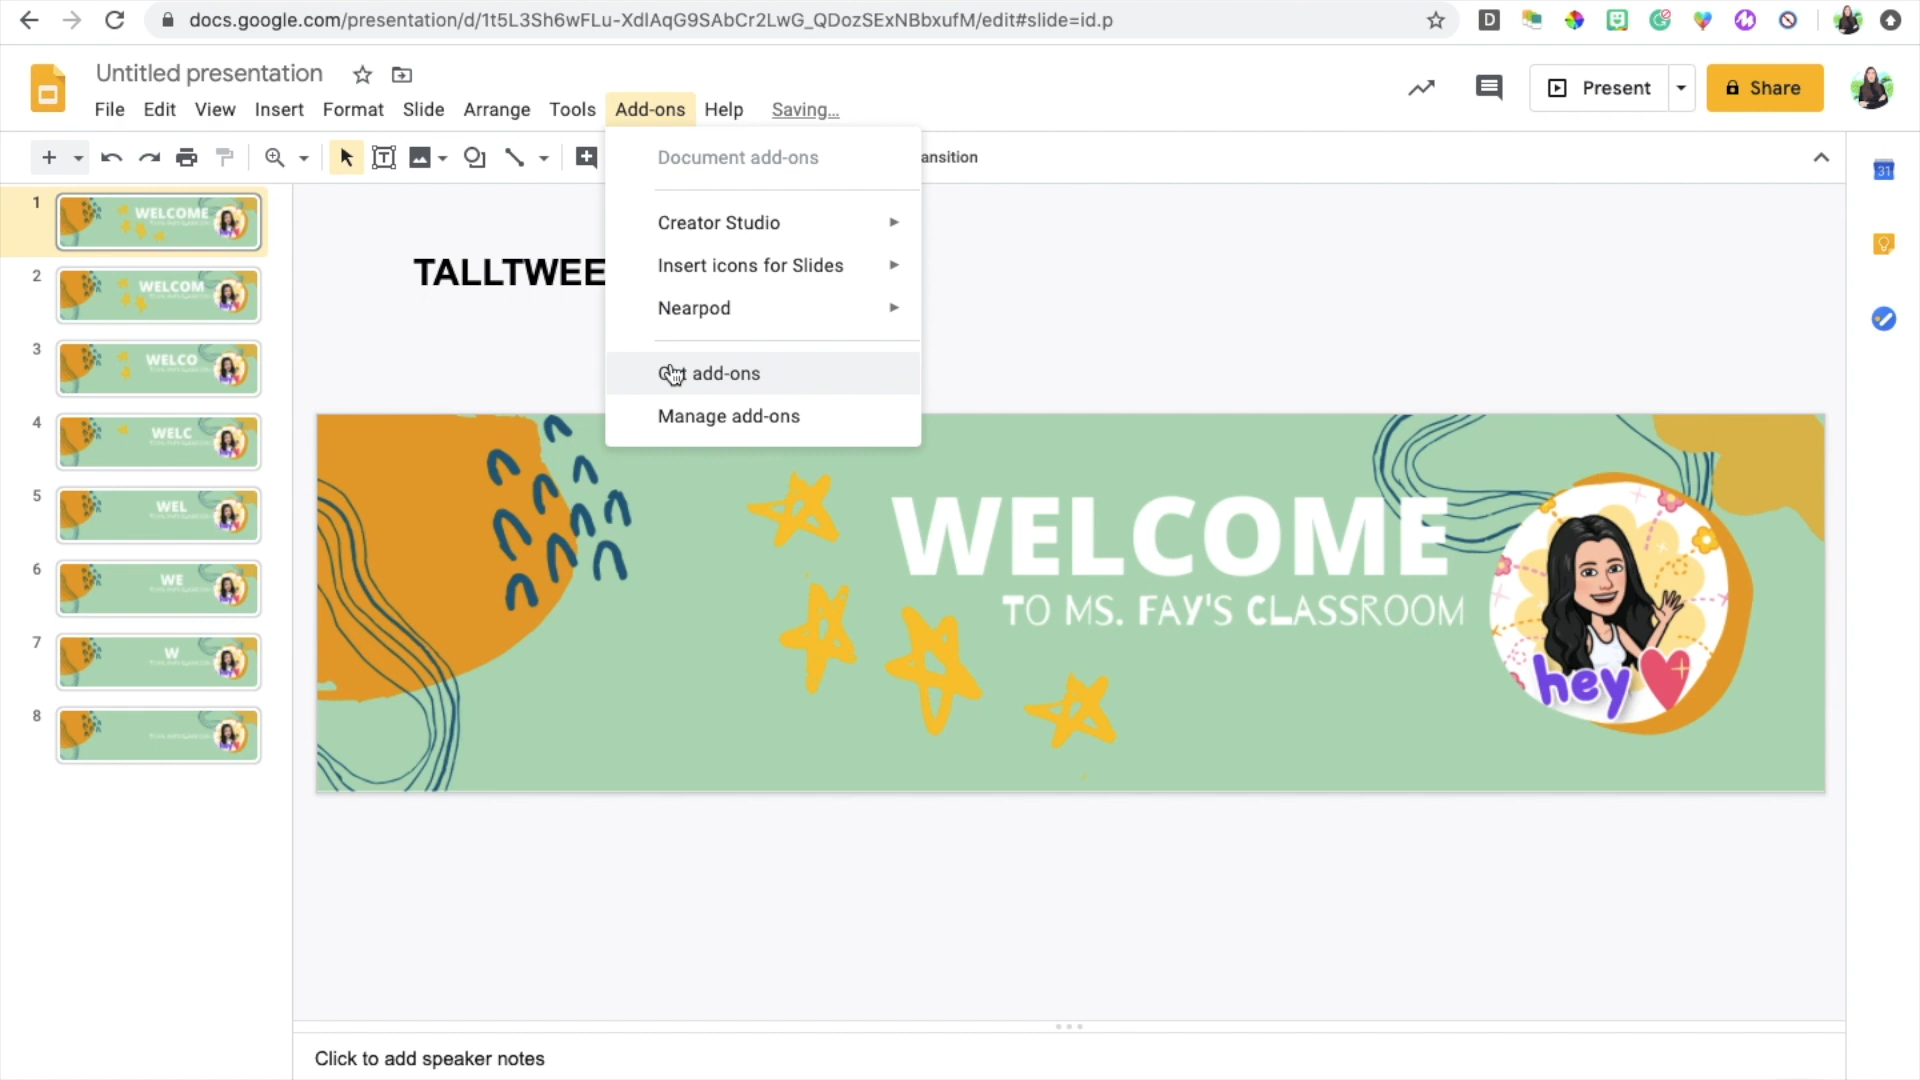 docs.google.com/presentation/d/1t5L3Sh6wFLu-XdIAqG9SAbCr2LwG_QDozSExNBbxufM/edit#slide=id.p
Untitled presentation
File Edit View Insert Format Slide Arrange Tools Add-ons Help Saving...
Present
Share
Document add-ons
ansition
Creator Studio
Insert icons for Slides
Nearpod
add-ons
Manage add-ons
31
1
WELCOME
2
WELCOM
3
WELCO
4
WELC
5
WEL
6
WE
7
W
8
TALLTWEE
WELCOME
TO MS. FAY'S CLASSROOM
hey
Click to add speaker notes